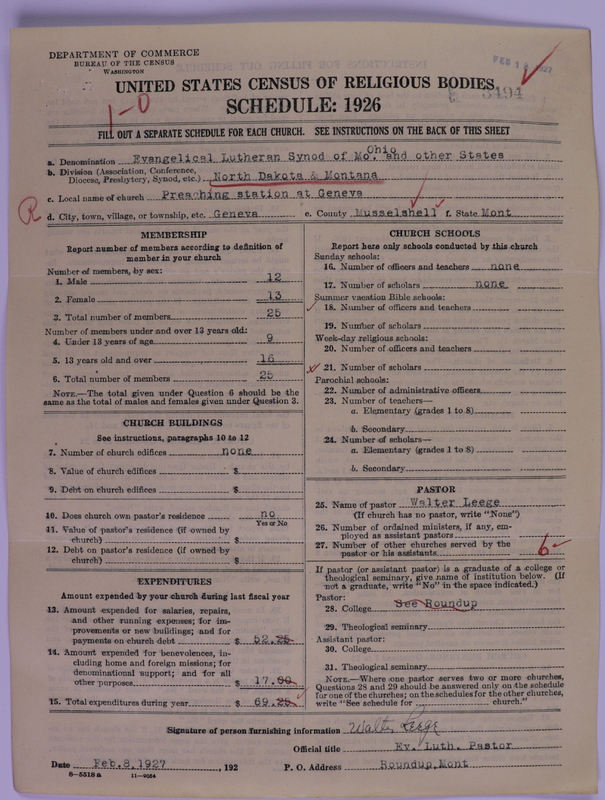 DEPARTMENT OF COMMERCE
BUREAU OF THE CENSUS
WASHINGTON
FEB 1 1927
3494
UNITED STATES CENSUS OF RELIGIOUS BODIES
SCHEDULE: 1926
1-0
FILL OUT A SEPARATE SCHEDULE FOR EACH CHURCH. SEE INSTRUCTIONS ON THE BACK OF THIS SHEET
a. Denomination Evangelical Lutheran Synod of Mo. Ohio and other States
b. Division (Association, Conference, Diocese, Presbytery, Synod, etc.) North Dakota & Montana
c. Local name of church Preaching station at Geneva
R
d. City, town, village, or township, etc. Geneva e. County Musselshell f. State Mont.
MEMBERSHIP
Report number of members according to definition of
member in your church
Number of members, by sex:
1. Male 12
2. Female 13
3. Total number of members 25
Number of members under and over 13 years old:
4. Under 13 years of age 9
5. 13 years old and over 16
6. Total number of members 25
NOTE.—The total given under Question 6 should be
same as the total of males and females given under Question 3.
CHURCH BUILDINGS
See instructions, paragraphs 10 to 12
7. Number of church edifices none
8. Value of church edifices $
9. Debt on church edifices $
10. Does church own pastor's residence no
Yes or No
11. Value of pastor's residence (if owned by
church) $
12. Debt on pastor's residence (if owned by
church) $
EXPENDITURES
Amount expended by your church during last fiscal year
13. Amount expended for salaries, repairs,
and other running expenses; for im-
provements or new buildings; and for
payments on church debt $ 52.25
14. Amount expended for benevolences, in-
cluding home and foreign missions; for
denominational support; and for all
other purposes $ 17.00
15. Total expenditures during year $ 69.25
CHURCH SCHOOLS
Report here only schools conducted by this church
Sunday schools:
16. Number of officers and teachers none
17. Number of scholars none
Summer vacation Bible schools:
18. Number of officers and teachers
19. Number of scholars
Week-day religious schools:
20. Number of officers and teachers
21. Number of scholars
Parochial schools:
22. Number of administrative officers
23. Number of teachers—
a. Elementary (grades 1 to 8)
b. Secondary
24. Number of scholars—
a. Elementary (grades 1 to 8)
b. Secondary
PASTOR
25. Name of pastor Walter Leege
(If church has no pastor, write "None")
26. Number of ordained ministers, if any, em-
ployed as assistant pastors
27. Number of other churches served by the
pastor or his assistants 6
If pastor (or assistant pastor) is a graduate of a college or
theological seminary, give name of institution below. (If
not a graduate, write "No" in the space indicated.)
Pastor:
28. College See Roundup
29. Theological seminary
Assistant pastor:
30. College
31. Theological seminary
NOTE.—Where one pastor serves two or more churches,
Questions 28 and 29 should be answered only on the schedule
for one of the churches; on the schedules for the other churches,
write "See schedule for church."
Signature of person furnishing information Walter Leege
Official title Ev. Luth. Pastor
Date Feb.8,1927, 192 P. O. Address Roundup, Mont
8—5518a 11—9064